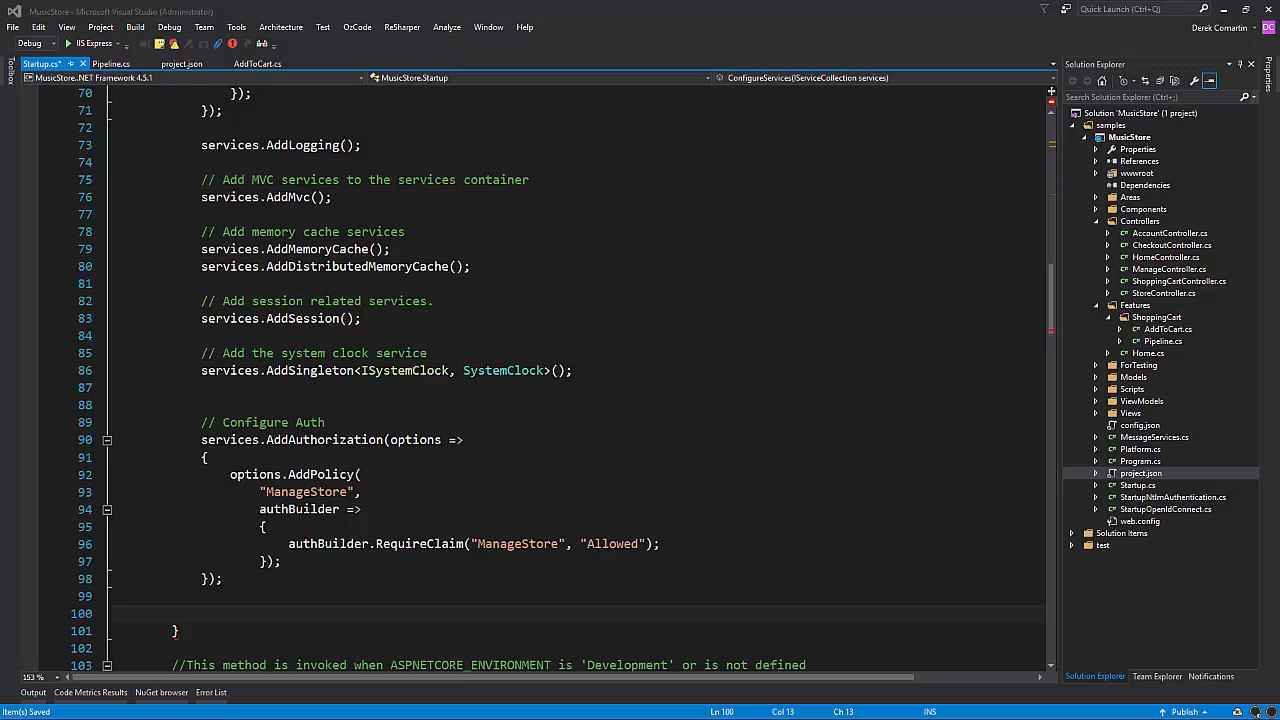 MusicStore - Microsoft Visual Studio (Administrator)
Quick Launch (Ctrl+Q)
File Edit View Project Build Debug Team Tools Architecture Test OzCode ReSharper Analyze Window Help
Derek Comartin DC
Debug IIS Express
Startup.cs* Pipeline.cs project.json AddToCart.cs
MusicStore..NET Framework 4.5.1 MusicStore.Startup ConfigureServices(IServiceCollection services)
Toolbox
Properties
70 });
71 });
72
73 services.AddLogging();
74
75 // Add MVC services to the services container
76 services.AddMvc();
77
78 // Add memory cache services
79 services.AddMemoryCache();
80 services.AddDistributedMemoryCache();
81
82 // Add session related services.
83 services.AddSession();
84
85 // Add the system clock service
86 services.AddSingleton<ISystemClock, SystemClock>();
87
88
89 // Configure Auth
90 services.AddAuthorization(options =>
91 {
92 options.AddPolicy(
93 "ManageStore",
94 authBuilder =>
95 {
96 authBuilder.RequireClaim("ManageStore", "Allowed");
97 });
98 });
99
100
101 }
102
103 //This method is invoked when ASPNETCORE_ENVIRONMENT is 'Development' or is not defined
153 %
Solution Explorer
Search Solution Explorer (Ctrl+;)
Solution 'MusicStore' (1 project)
samples
MusicStore
Properties
References
wwwroot
Dependencies
Areas
Components
Controllers
AccountController.cs
CheckoutController.cs
HomeController.cs
ManageController.cs
ShoppingCartController.cs
StoreController.cs
Features
ShoppingCart
AddToCart.cs
Pipeline.cs
Home.cs
ForTesting
Models
Scripts
ViewModels
Views
config.json
MessageServices.cs
Platform.cs
Program.cs
project.json
Startup.cs
StartupNtlmAuthentication.cs
StartupOpenIdConnect.cs
web.config
Solution Items
test
Solution Explorer Team Explorer Notifications
Output Code Metrics Results NuGet browser Error List
Item(s) Saved Ln 100 Col 13 Ch 13 INS Publish